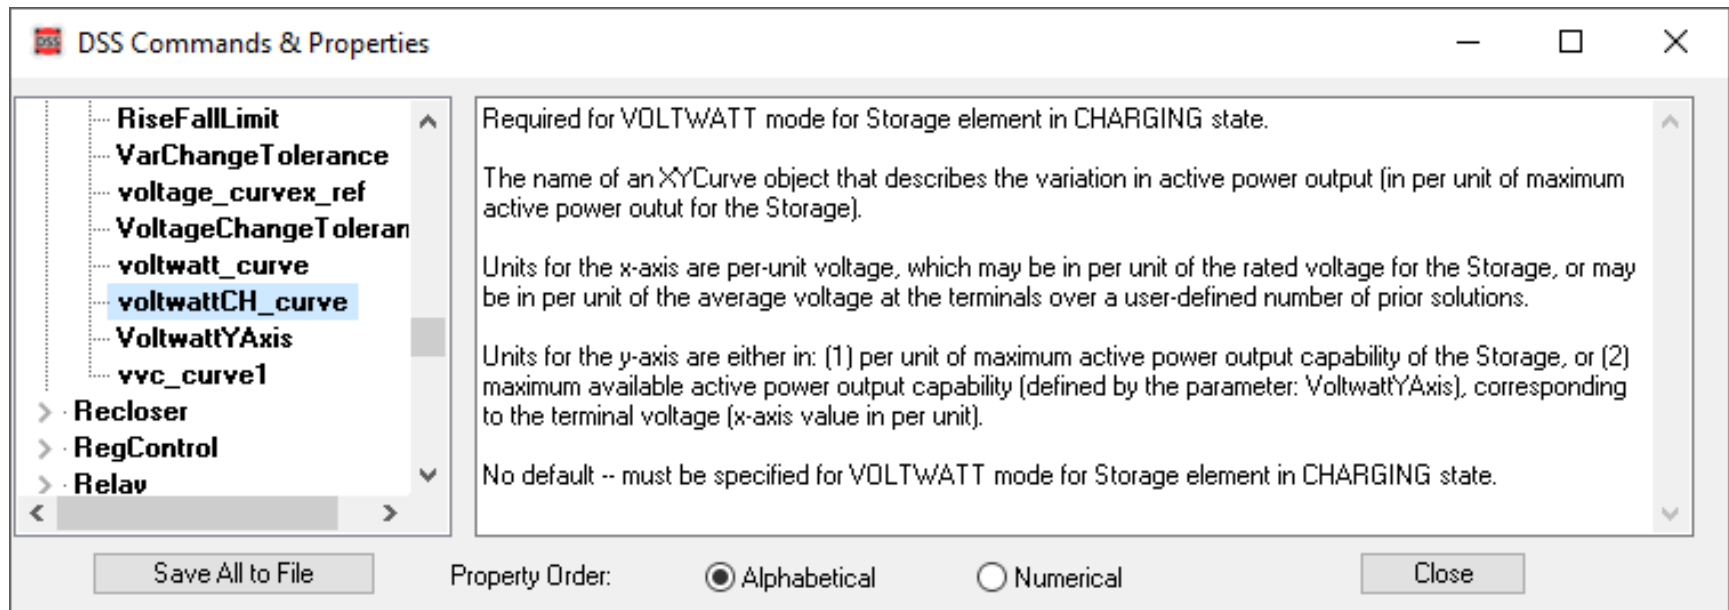 DSS Commands & Properties
RiseFallLimit
VarChangeTolerance
voltage_curvex_ref
VoltageChangeToleran
voltwatt_curve
voltwattCH_curve
VoltwattYAxis
vvc_curve1
Recloser
RegControl
Relay
Required for VOLTWATT mode for Storage element in CHARGING state.
The name of an XYCurve object that describes the variation in active power output (in per unit of maximum
active power outut for the Storage).
Units for the x-axis are per-unit voltage, which may be in per unit of the rated voltage for the Storage, or may
be in per unit of the average voltage at the terminals over a user-defined number of prior solutions.
Units for the y-axis are either in: (1) per unit of maximum active power output capability of the Storage, or (2)
maximum available active power output capability (defined by the parameter: VoltwattYAxis), corresponding
to the terminal voltage (x-axis value in per unit).
No default -- must be specified for VOLTWATT mode for Storage element in CHARGING state.
Save All to File
Property Order:
Alphabetical
Numerical
Close